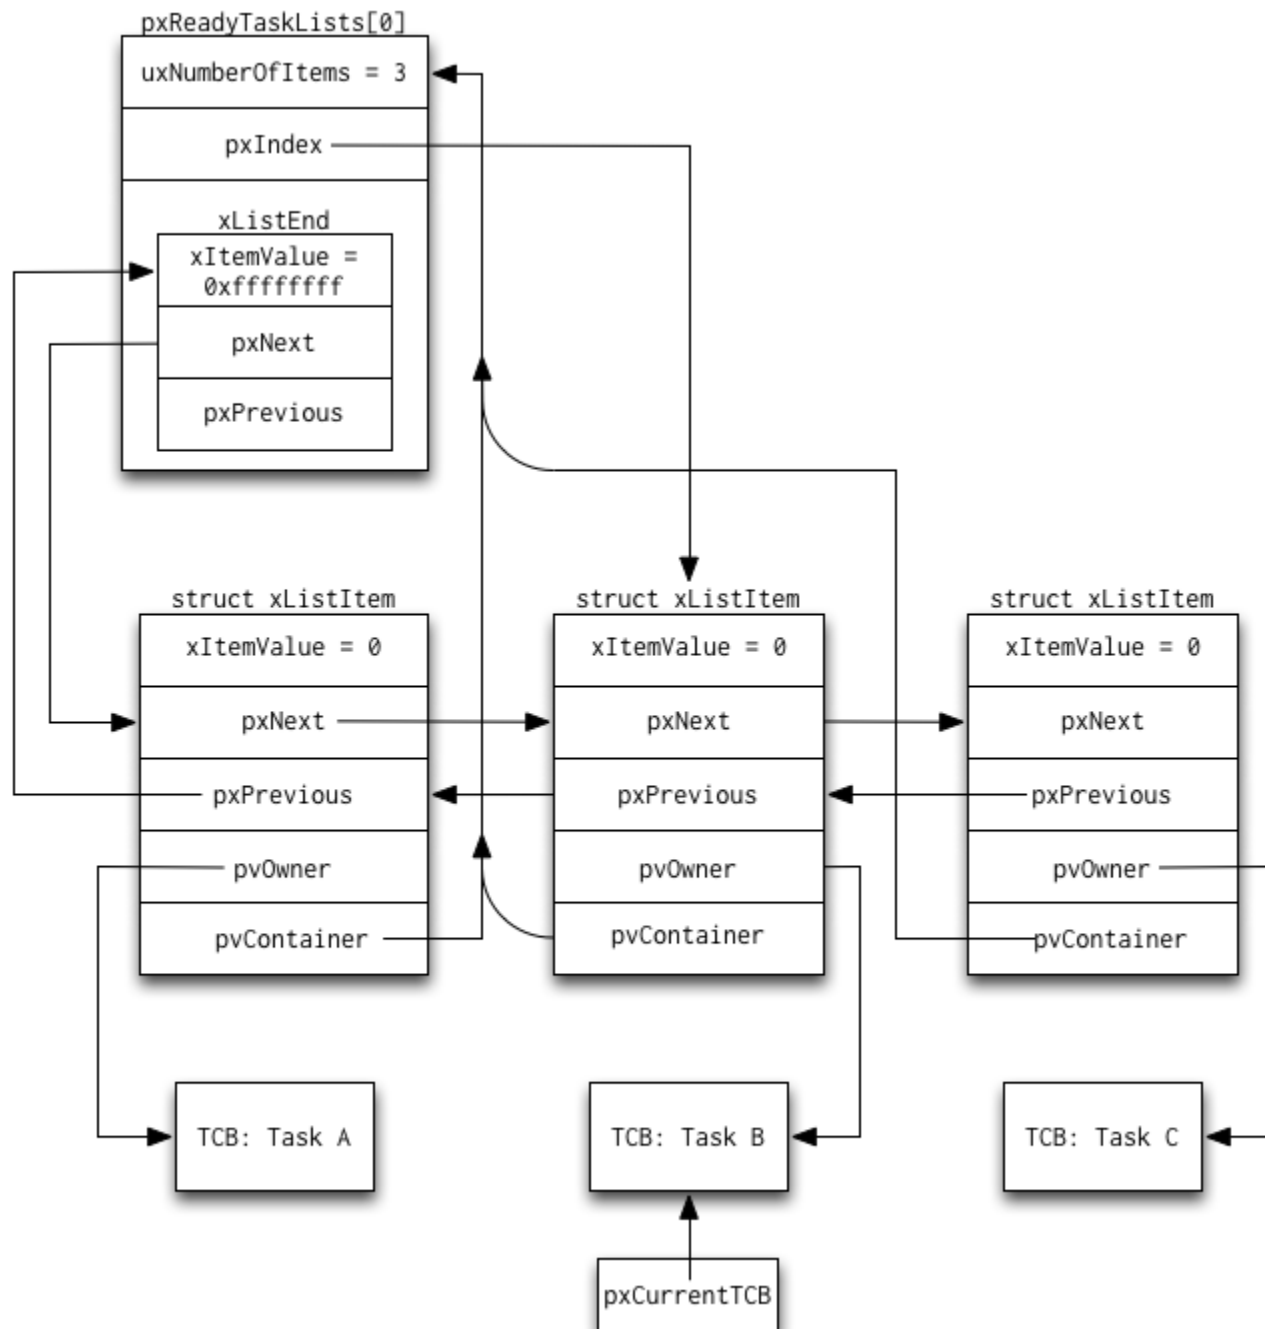 pxReadyTaskLists[0]
uxNumberOfItems = 3
pxIndex
xListEnd
xItemValue =
0xffffffff
pxNext
pxPrevious
struct xListItem
xItemValue = 0
pxNext
pxPrevious
pvOwner
pvContainer
struct xListItem
xItemValue = 0
pxNext
pxPrevious
pvOwner
pvContainer
struct xListItem
xItemValue = 0
pxNext
pxPrevious
pvOwner
pvContainer
TCB: Task A
TCB: Task B
TCB: Task C
pxCurrentTCB